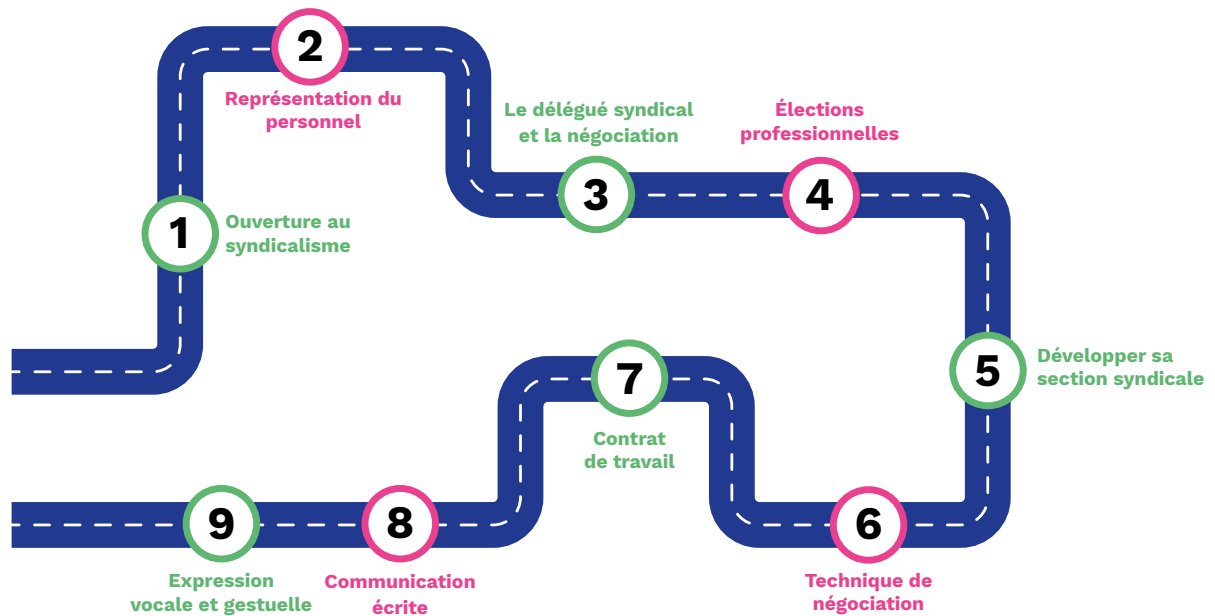 1
Ouverture au
syndicalisme
2
Représentation du
personnel
3
Le délégué syndical
et la négociation
4
Élections
professionnelles
5
Développer sa
section syndicale
6
Technique de
négociation
7
Contrat
de travail
8
Communication
écrite
9
Expression
vocale et gestuelle